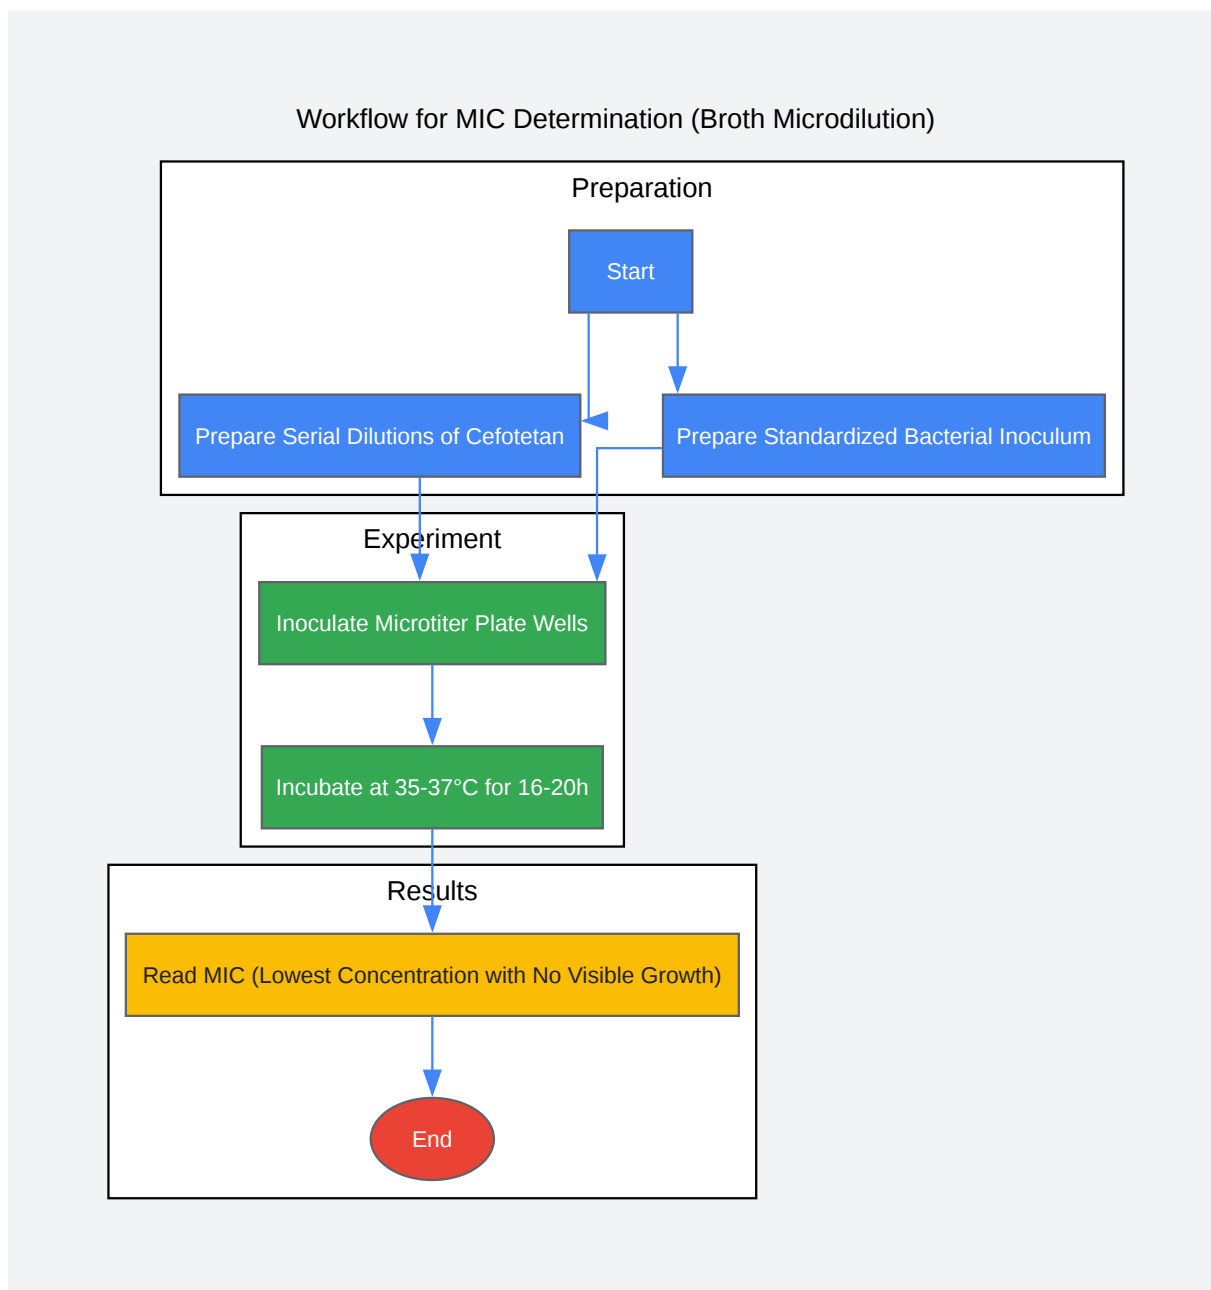 Workflow for MIC Determination (Broth Microdilution)
Preparation
Start
Prepare Serial Dilutions of Cefotetan
Prepare Standardized Bacterial Inoculum
Experiment
Inoculate Microtiter Plate Wells
Incubate at 35-37°C for 16-20h
Results
Read MIC (Lowest Concentration with No Visible Growth)
End